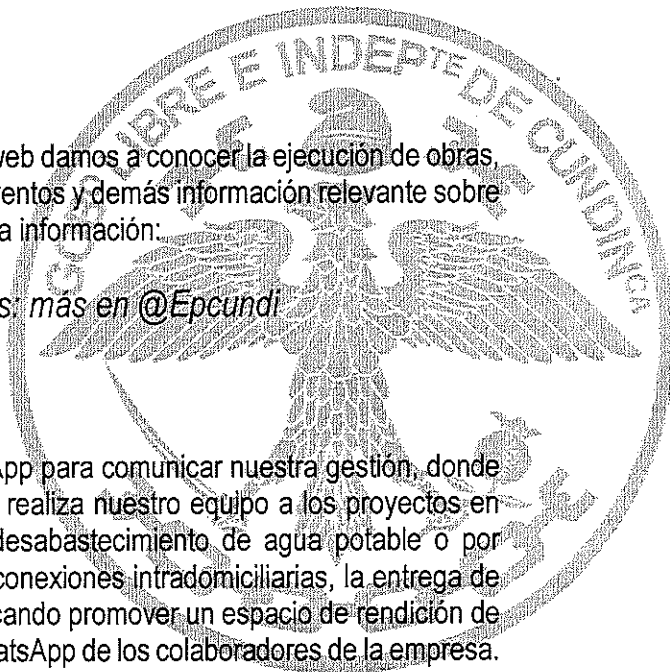 GOB LIBRE E INDEPTE DE CUNDINCA
web damos a conocer la ejecución de obras,
ventos y demás información relevante sobre
a información:
s: más en @Epcundi
App para comunicar nuestra gestión, donde
realiza nuestro equipo a los proyectos en
desabastecimiento de agua potable o por
conexiones intradomiciliarias, la entrega de
cando promover un espacio de rendición de
atsApp de los colaboradores de la empresa.